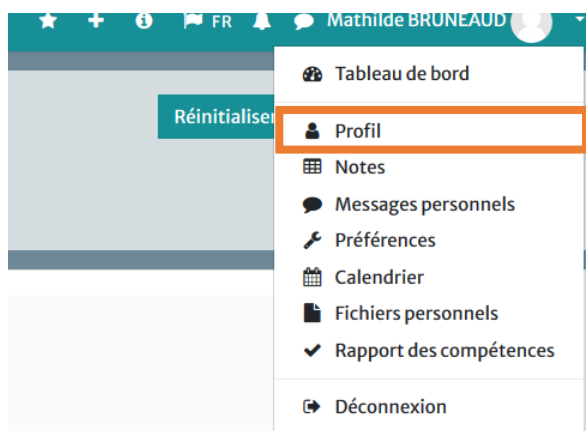 FR Mathilde BRUNEAUD
Tableau de bord
Réinitialiser
Profil
Notes
Messages personnels
Préférences
Calendrier
Fichiers personnels
Rapport des compétences
Déconnexion